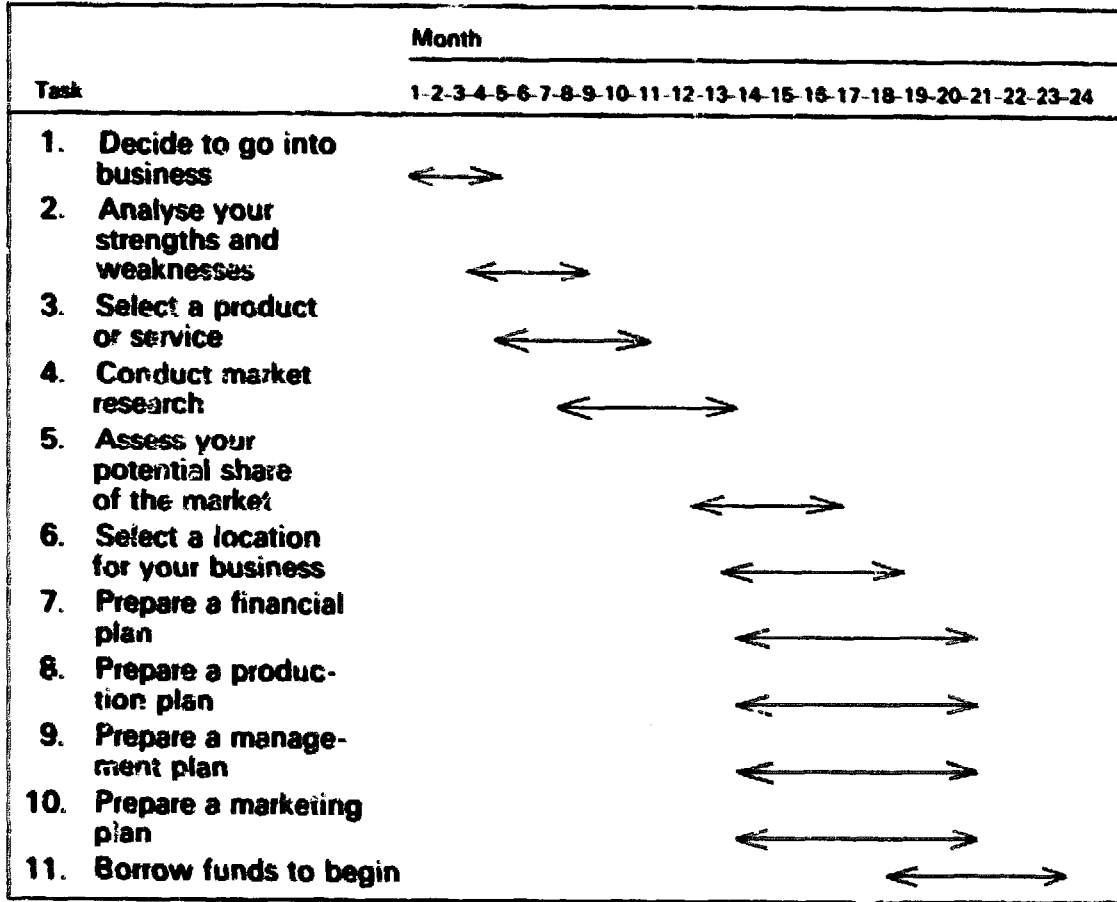 Month
Task
1-2-3-4-5-6-7-8-9-10-11-12-13-14-15-16-17-18-19-20-21-22-23-24
1. Decide to go into
business
2. Analyse your
strengths and
weaknesses
3. Select a product
or service
4. Conduct market
research
5. Assess your
potential share
of the market
6. Select a location
for your business
7. Prepare a financial
plan
8. Prepare a produc-
tion plan
9. Prepare a manage-
ment plan
10. Prepare a marketing
plan
11. Borrow funds to begin